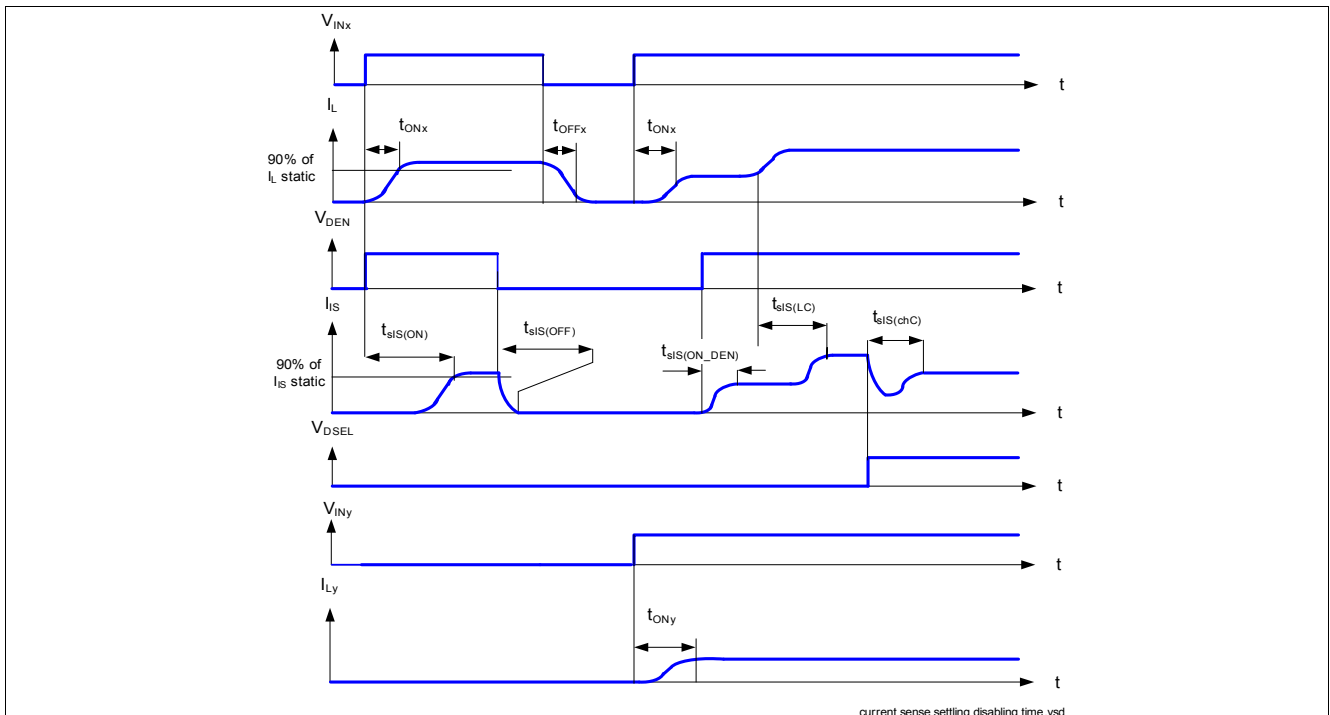 VINx
t
IL
tONx
tOFFx
tONx
90% of
IL static
t
VDEN
t
IIS
tsIS(ON)
tsIS(OFF)
tsIS(ON_DEN)
tsIS(LC)
tsIS(chC)
90% of
IIS static
t
VDSEL
t
VINy
t
ILy
tONy
t
current sense settling disabling time.vsd